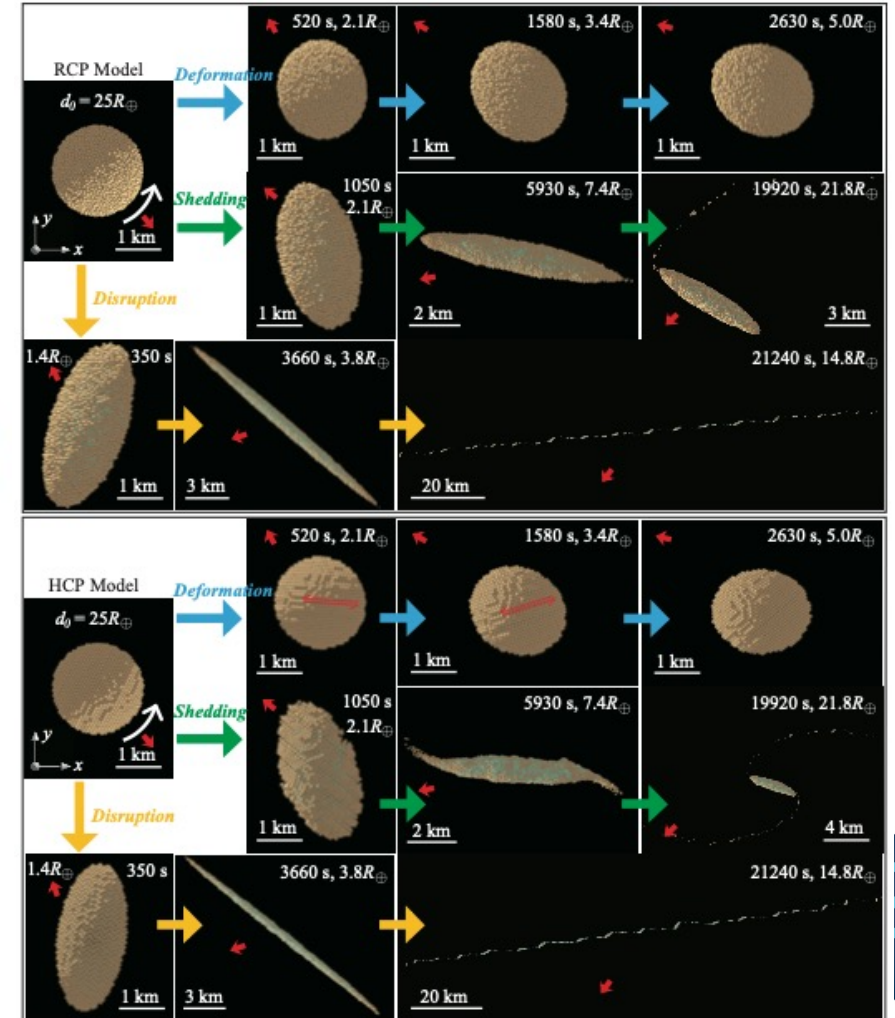 RCP Model
d₀ = 25R⊕
y
x
1 km
Deformation
520 s, 2.1R⊕
1 km
1580 s, 3.4R⊕
1 km
2630 s, 5.0R⊕
1 km
Shedding
1050 s
2.1R⊕
1 km
5930 s, 7.4R⊕
2 km
19920 s, 21.8R⊕
3 km
Disruption
1.4R⊕ 350 s
1 km
3660 s, 3.8R⊕
3 km
21240 s, 14.8R⊕
20 km
HCP Model
d₀ = 25R⊕
y
x
1 km
Deformation
520 s, 2.1R⊕
1 km
1580 s, 3.4R⊕
1 km
2630 s, 5.0R⊕
1 km
Shedding
1050 s
2.1R⊕
1 km
5930 s, 7.4R⊕
2 km
19920 s, 21.8R⊕
4 km
Disruption
1.4R⊕ 350 s
1 km
3660 s, 3.8R⊕
3 km
21240 s, 14.8R⊕
20 km